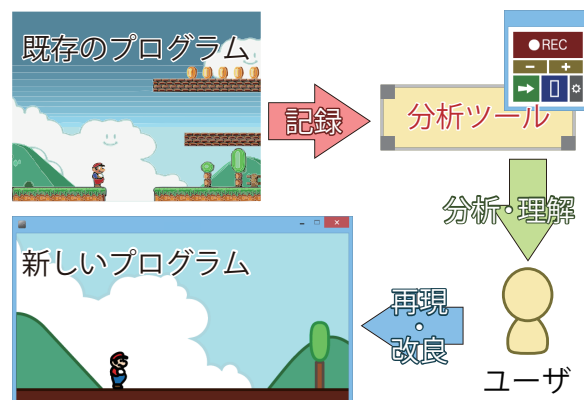 既存のプログラム
REC
記録
分析ツール
分析・理解
新しいプログラム
再現
・
改良
ユーザ